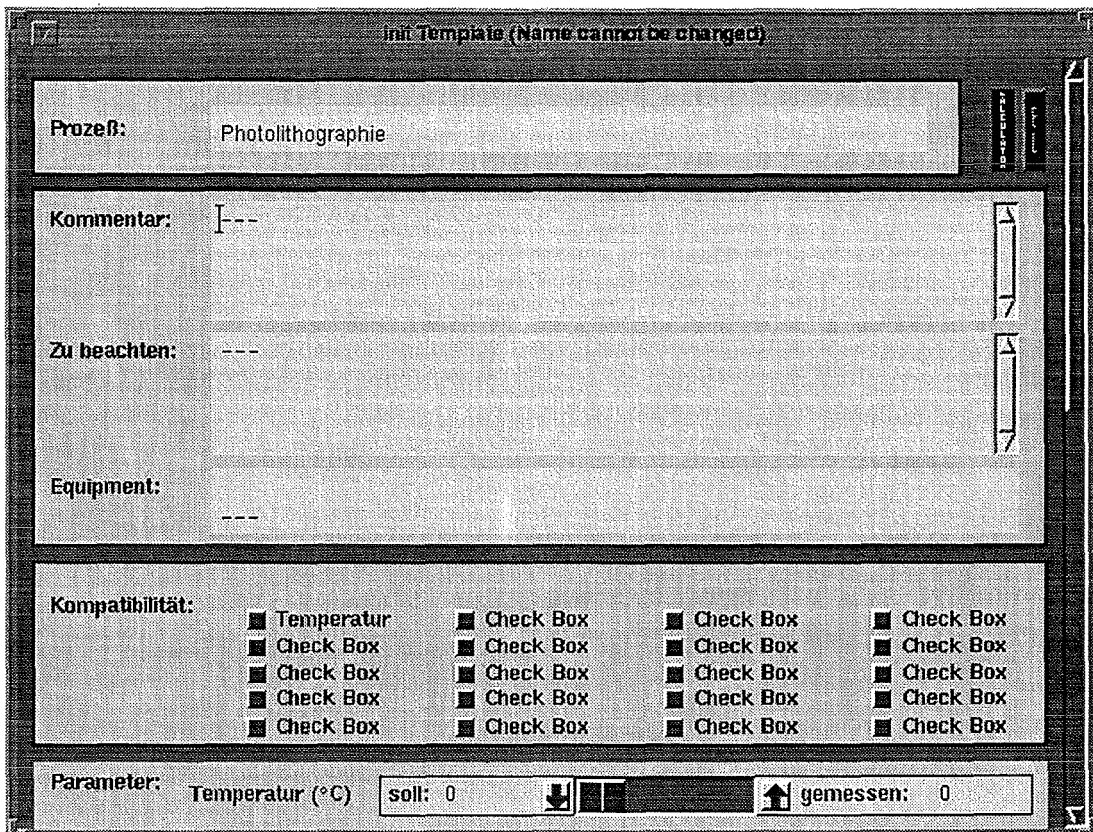 Init Template (Name cannot be changed)
Prozeß: Photolithographie
CALCULATOR
Kommentar: ---
Zu beachten: ---
Equipment:
---
Kompatibilität:
Temperatur Check Box Check Box Check Box
Check Box Check Box Check Box Check Box
Check Box Check Box Check Box Check Box
Check Box Check Box Check Box Check Box
Check Box Check Box Check Box Check Box
Parameter: Temperatur (°C) soll: 0 gemessen: 0